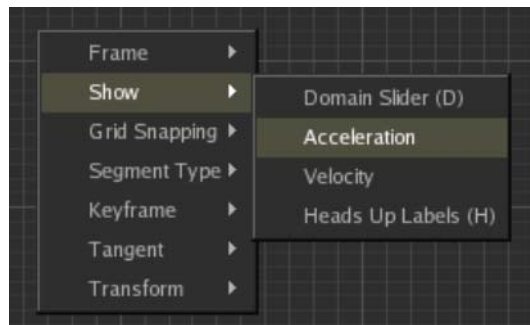 Frame
Show
Grid Snapping
Segment Type
Keyframe
Tangent
Transform
Domain Slider (D)
Acceleration
Velocity
Heads Up Labels (H)